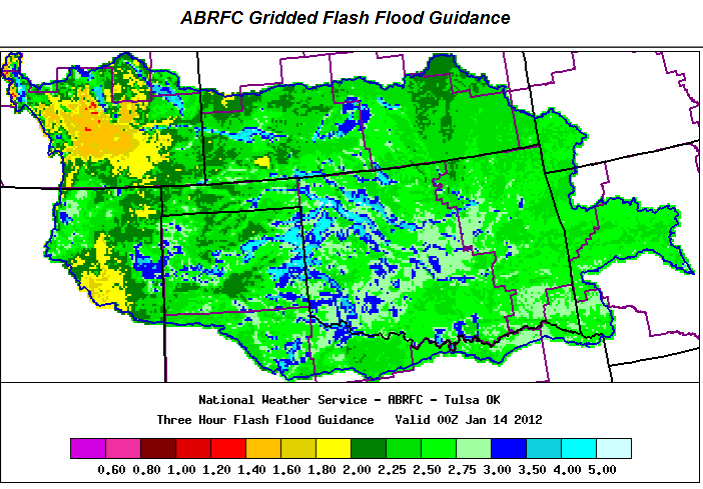 ABRFC Gridded Flash Flood Guidance
National Weather Service - ABRFC - Tulsa OK
Three Hour Flash Flood Guidance Valid 00Z Jan 14 2012
0.60 0.80 1.00 1.20 1.40 1.60 1.80 2.00 2.25 2.50 2.75 3.00 3.50 4.00 5.00